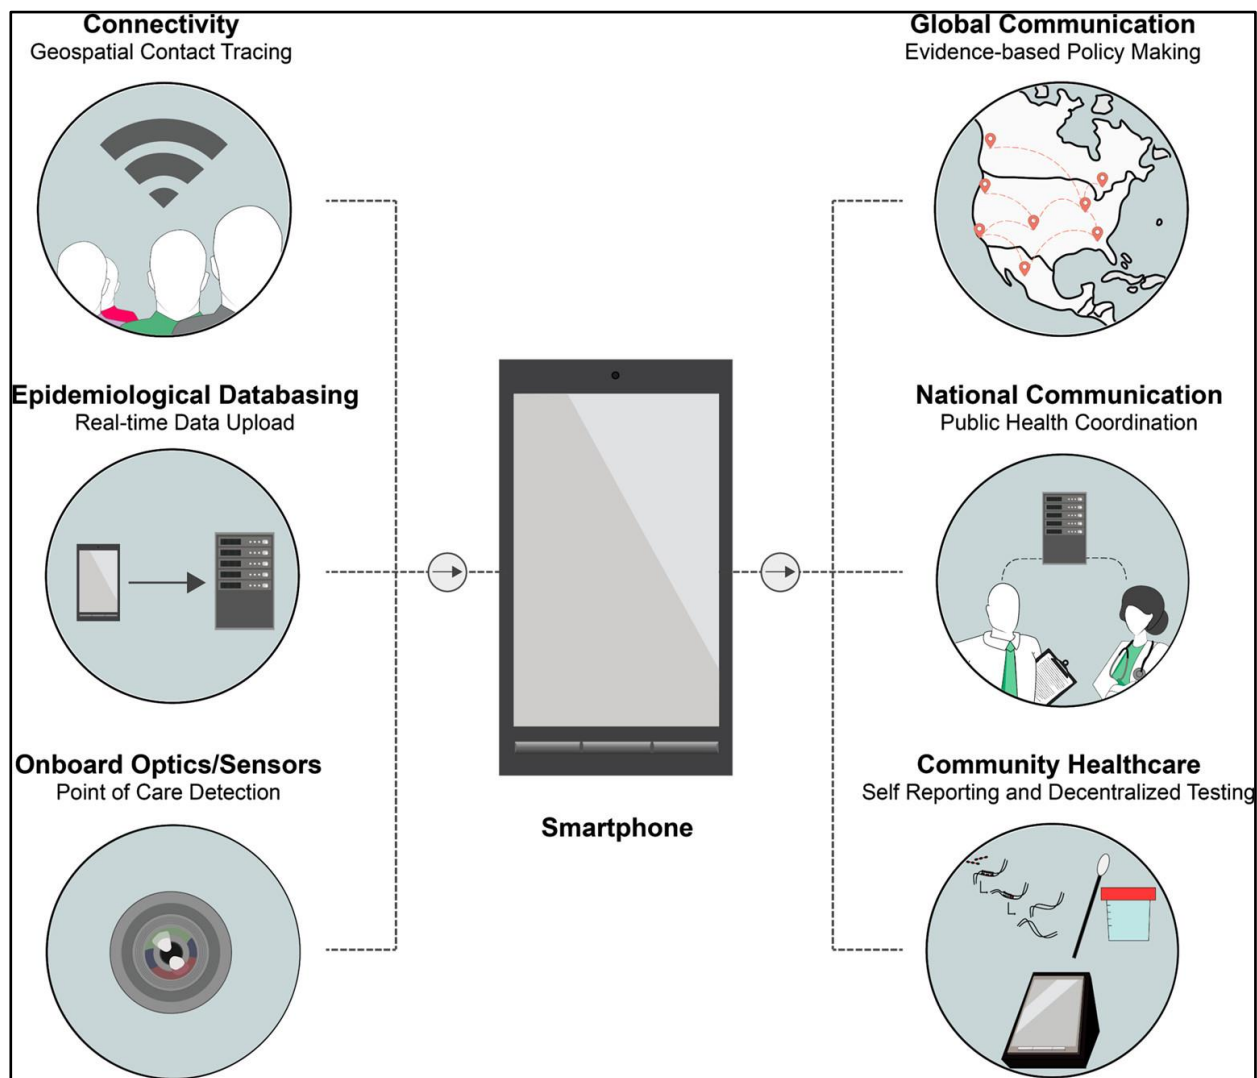 Connectivity
Geospatial Contact Tracing
Epidemiological Databasing
Real-time Data Upload
Onboard Optics/Sensors
Point of Care Detection
Smartphone
Global Communication
Evidence-based Policy Making
National Communication
Public Health Coordination
Community Healthcare
Self Reporting and Decentralized Testing